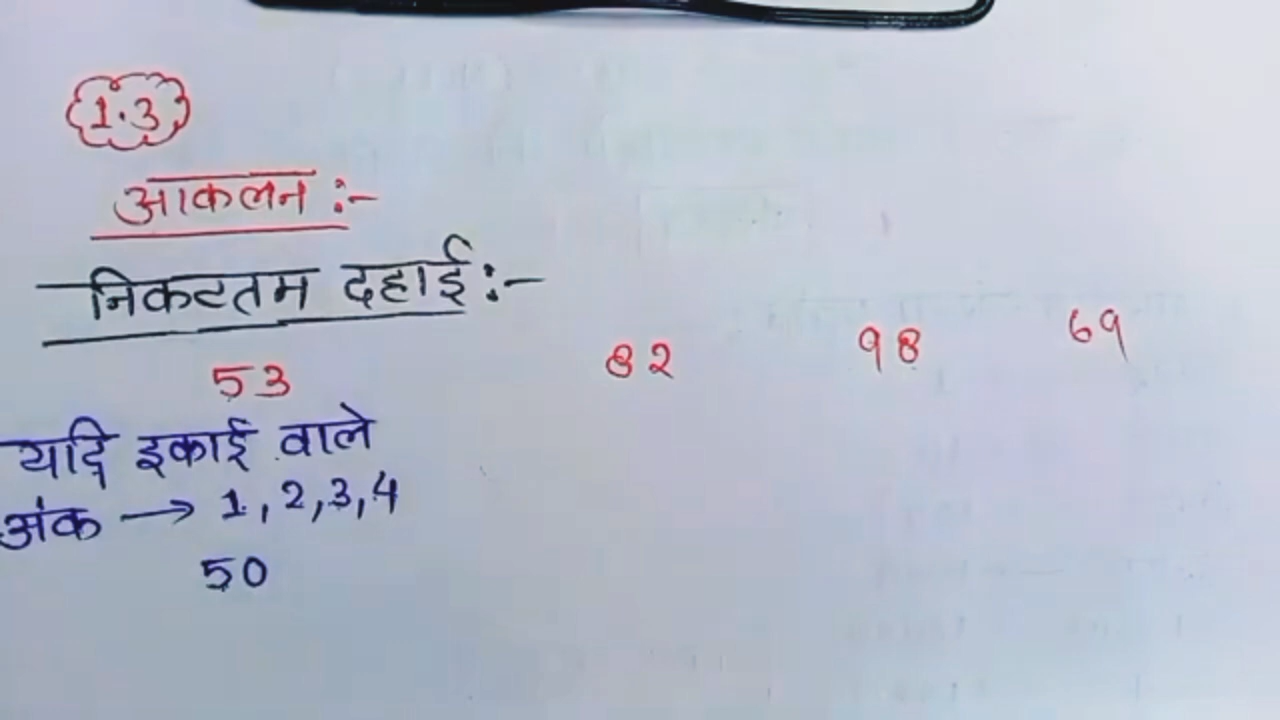 1.3
आकलन :-
निकटतम दहाई :-
53 82 98 69
यदि इकाई वाले
अंक → 1, 2, 3, 4
50